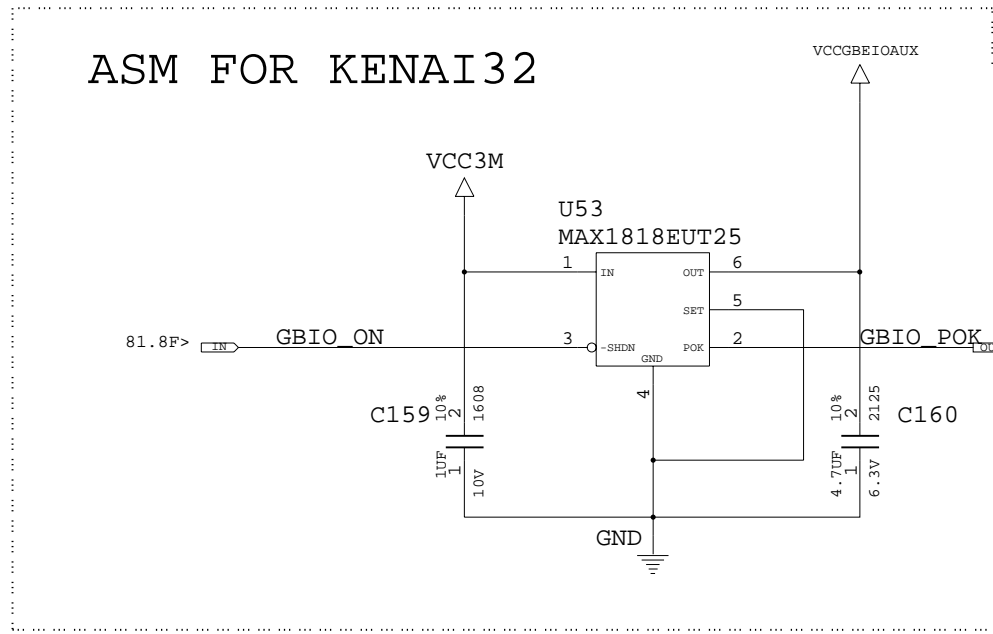 ASM FOR KENAI32
VCCGBEIOAUX
VCC3M
U53
MAX1818EUT25
1
IN
OUT
6
SET
5
81.8F>
IN
GBIO_ON
3
-SHDN
POK
2
GBIO_POK
GND
4
C159
10%
2
1608
1UF
1
10V
10%
2
2125
C160
4.7UF
1
6.3V
GND